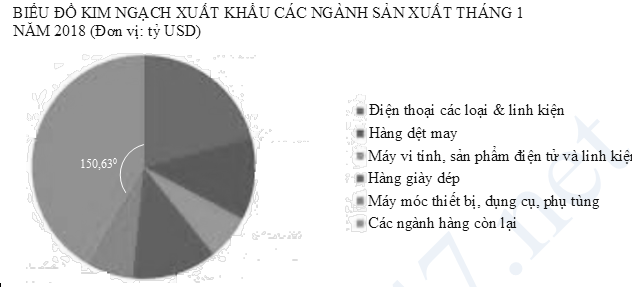 BIỂU ĐỒ KIM NGẠCH XUẤT KHẨU CÁC NGÀNH SẢN XUẤT THÁNG 1
NĂM 2018 (Đơn vị: tỷ USD)
150,63⁰
Điện thoại các loại & linh kiện
Hàng dệt may
Máy vi tính, sản phẩm điện tử và linh kiện
Hàng giày dép
Máy móc thiết bị, dụng cụ, phụ tùng
Các ngành hàng còn lại
47.net